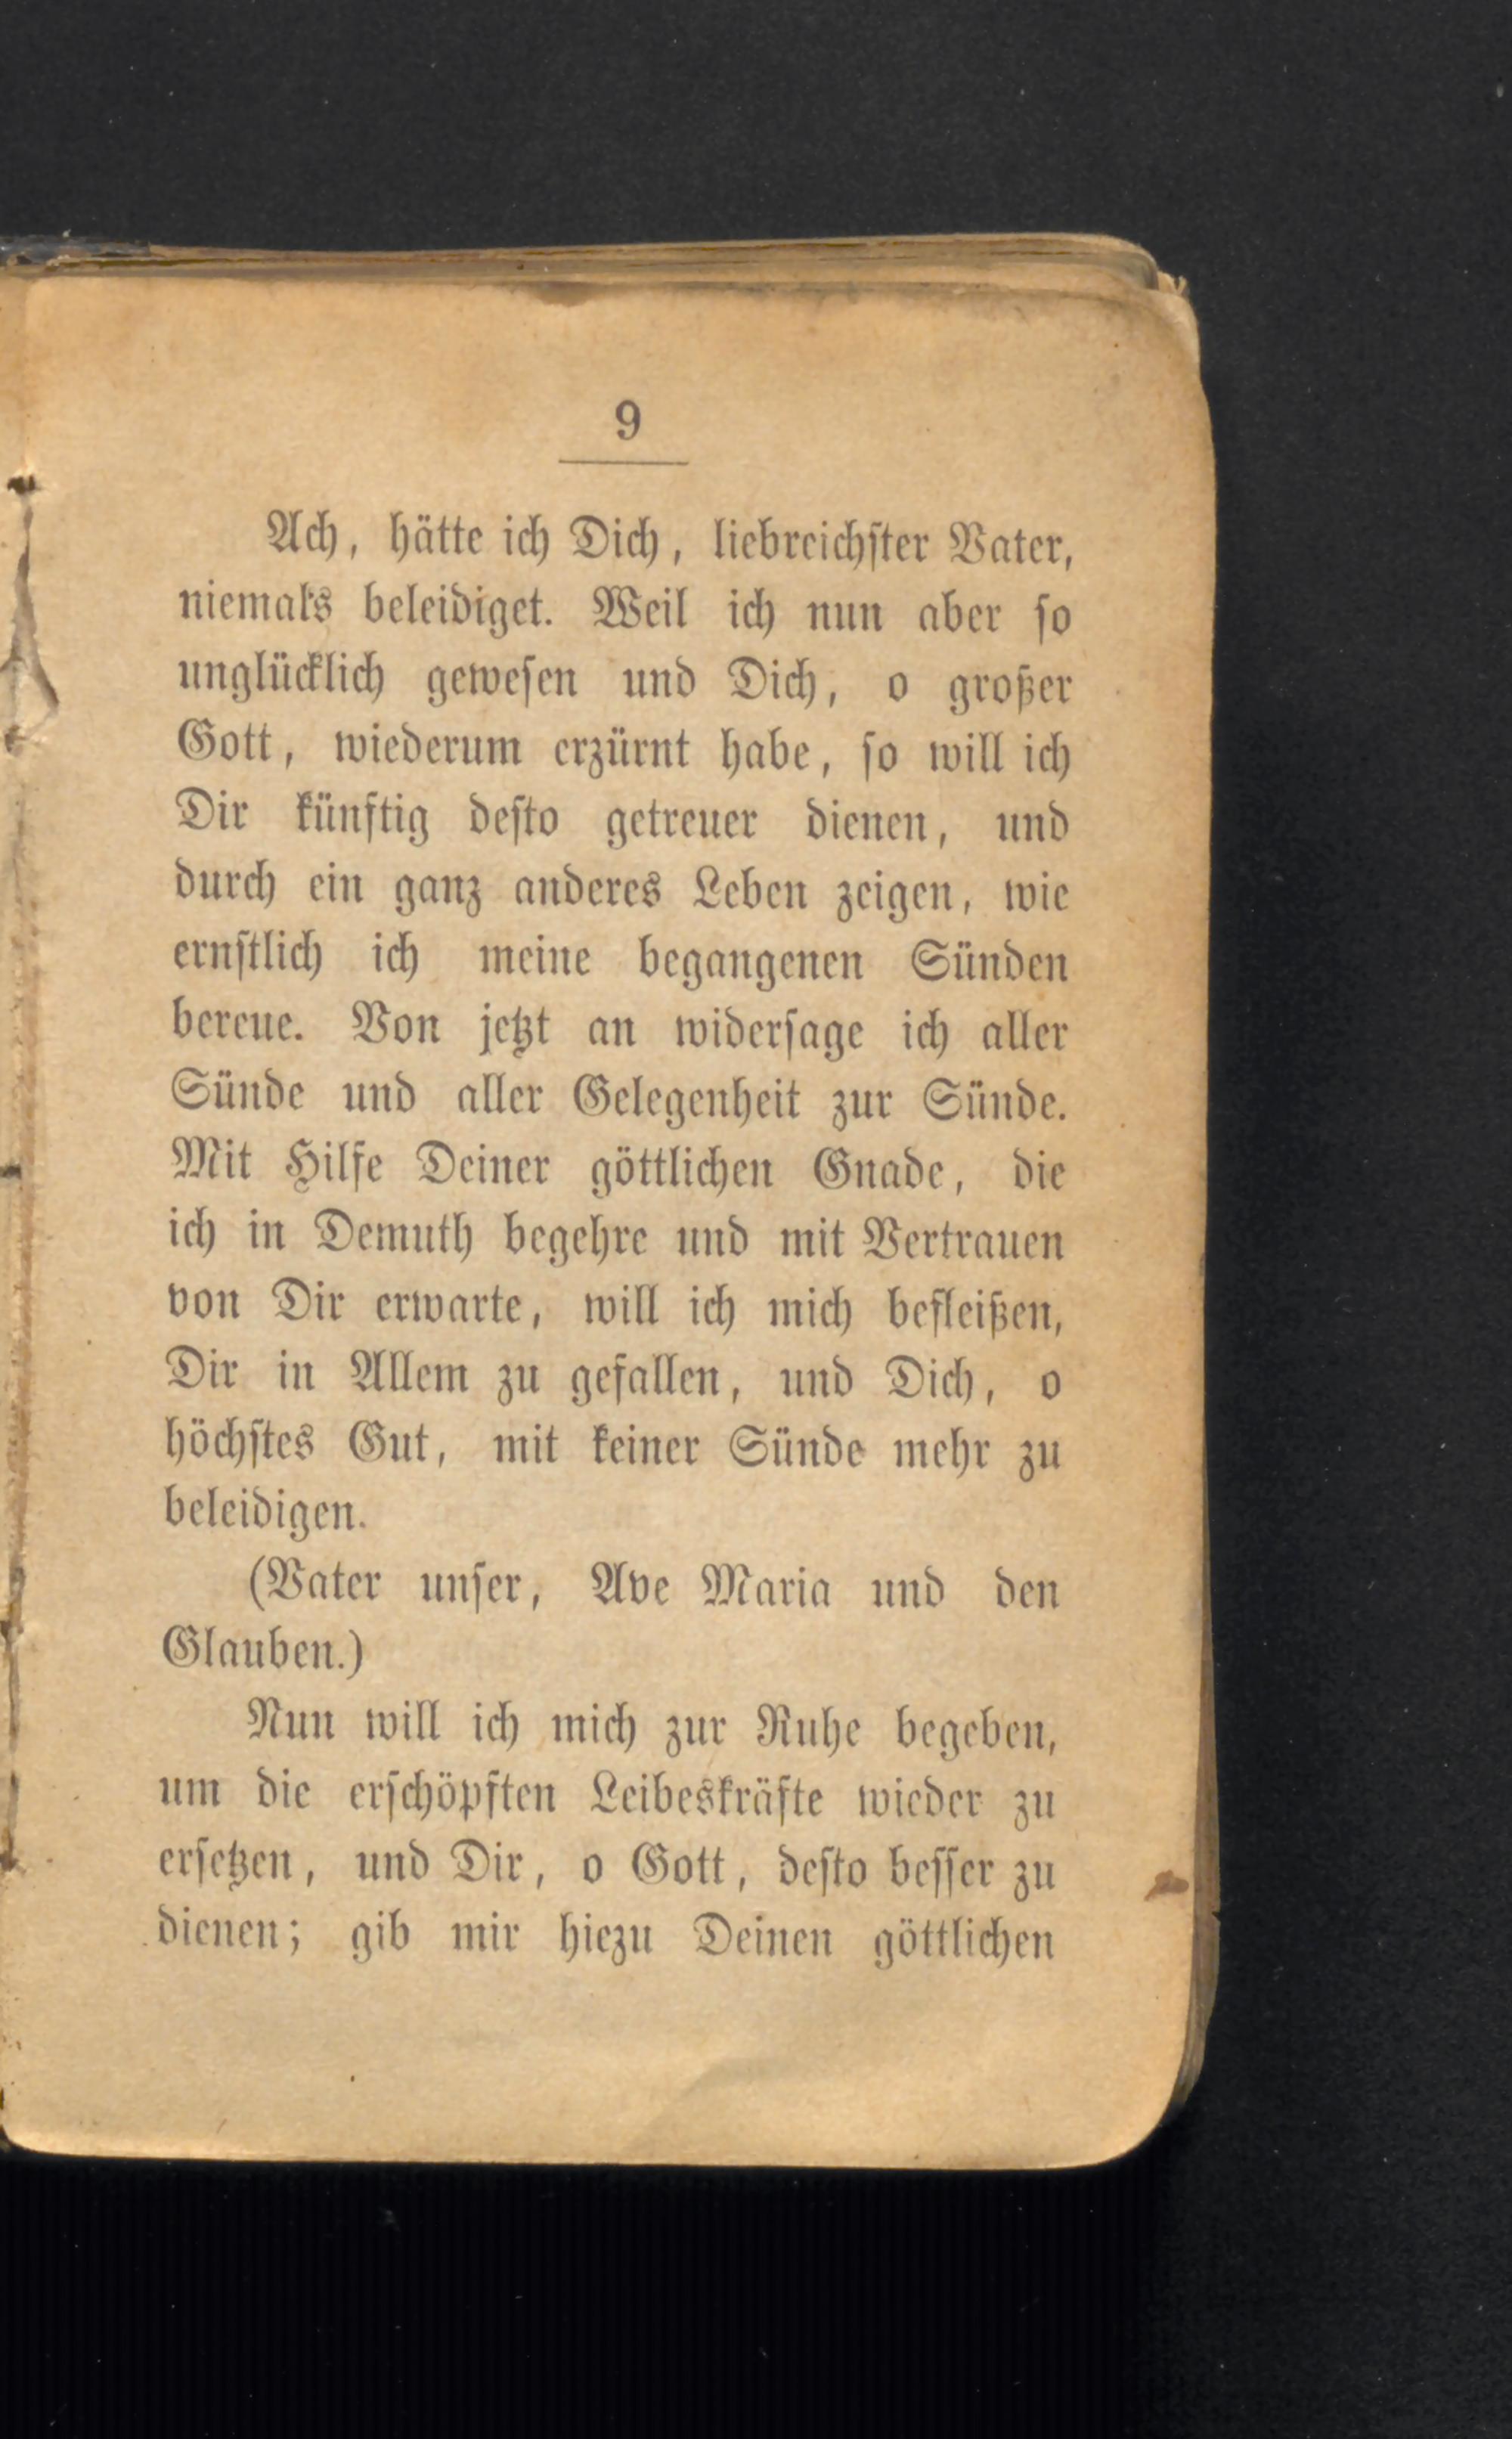 9
Ach, hätte ich Dich, liebreichster Vater,
niemals beleidiget. Weil ich nun aber so
unglücklich gewesen und Dich, o großer
Gott, wiederum erzürnt habe, so will ich
Dir künftig desto getreuer dienen, und
durch ein ganz anderes Leben zeigen, wie
ernstlich ich meine begangenen Sünden
bereue. Von jetzt an widersage ich aller
Sünde und aller Gelegenheit zur Sünde.
Mit Hilfe Deiner göttlichen Gnade, die
ich in Demuth begehre und mit Vertrauen
von Dir erwarte, will ich mich befleißen,
Dir in Allem zu gefallen, und Dich, o
höchstes Gut, mit keiner Sünde mehr zu
beleidigen.
(Vater unser, Ave Maria und den
Glauben.)
Nun will ich mich zur Ruhe begeben,
um die erschöpften Leibeskräfte wieder zu
ersetzen, und Dir, o Gott, desto besser zu
dienen; gib mir hiezu Deinen göttlichen